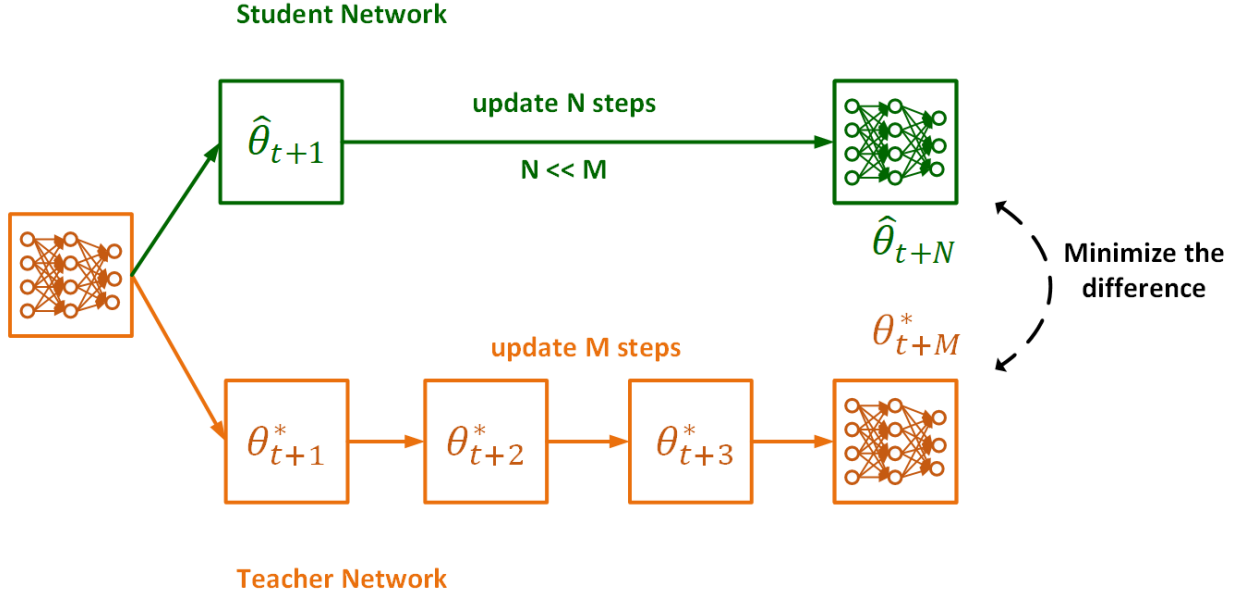 Student Network
update N steps
θ̂_{t+1}
N << M
θ̂_{t+N}
Minimize the
difference
θ*_{t+M}
update M steps
θ*_{t+1}
θ*_{t+2}
θ*_{t+3}
Teacher Network